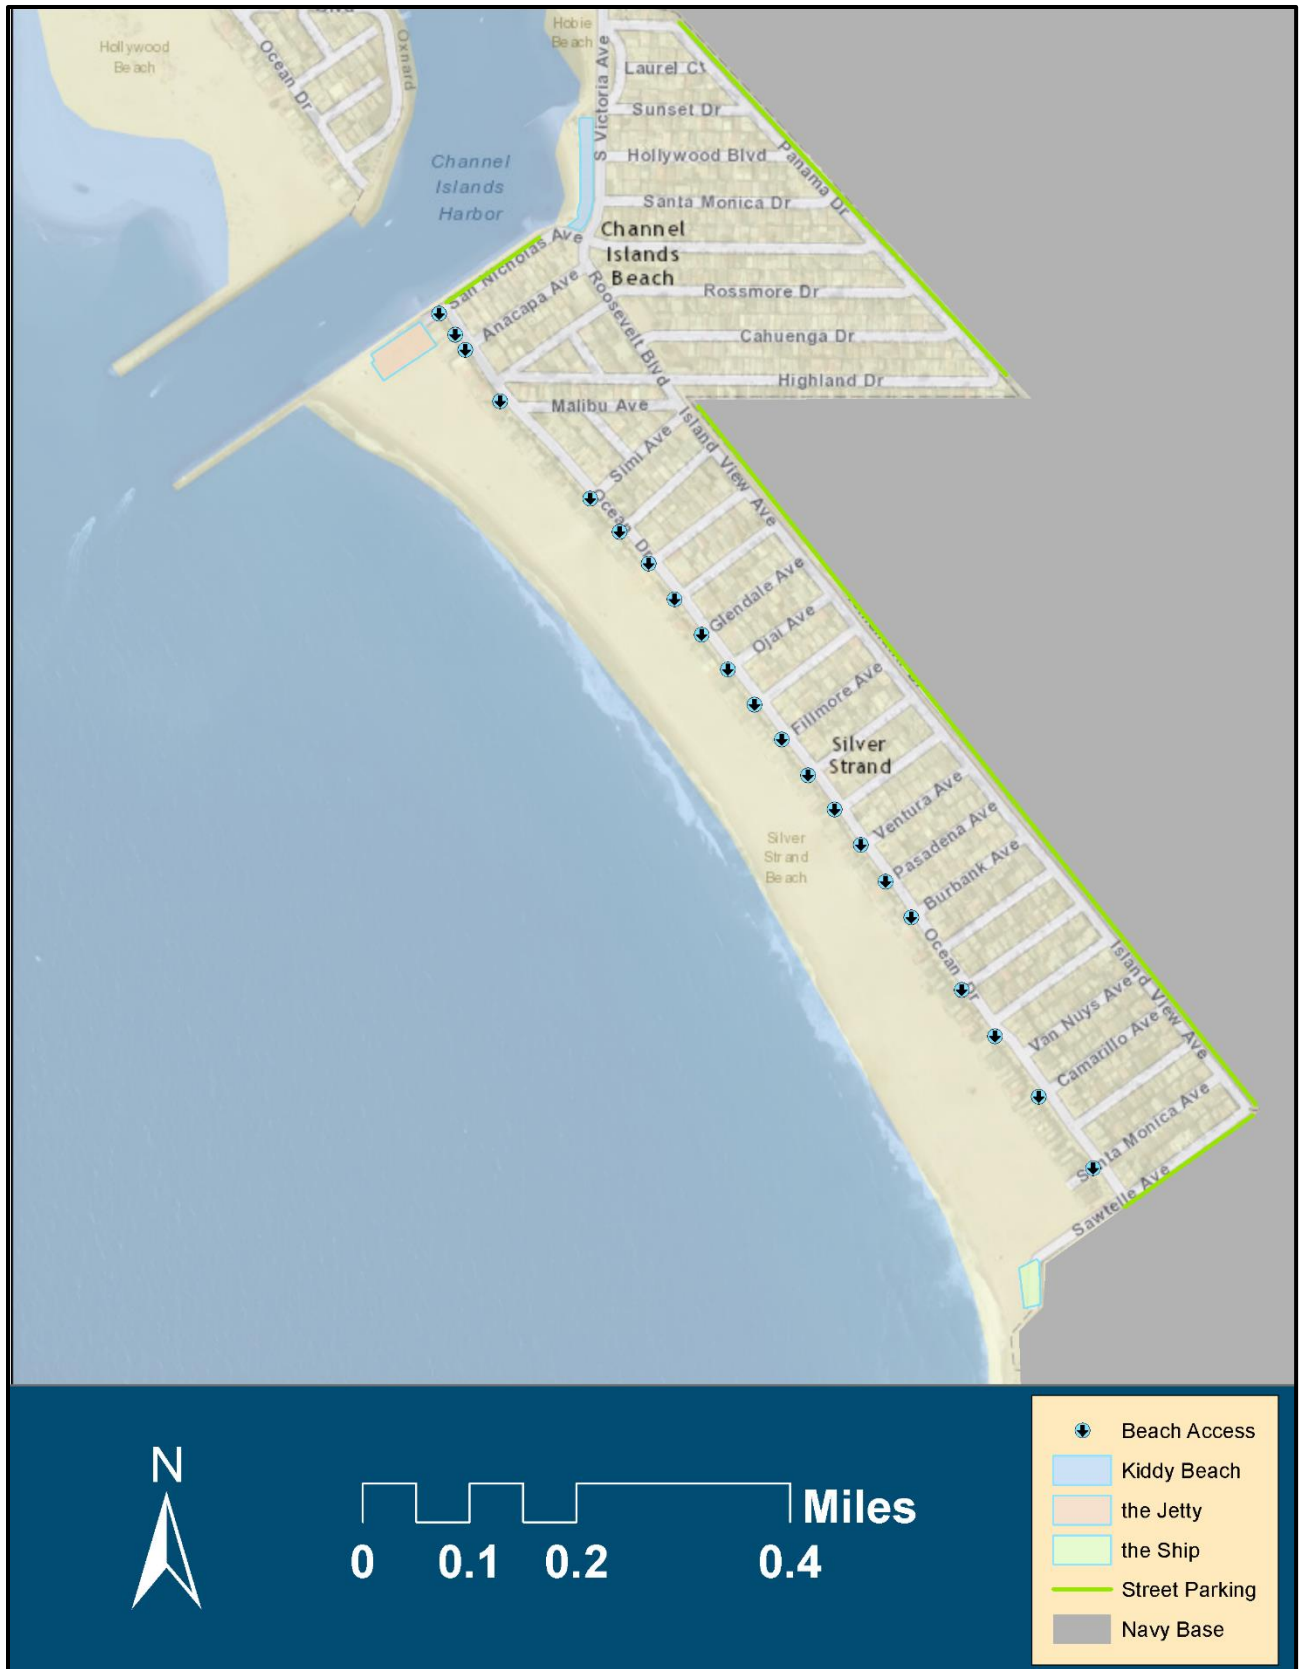 Blvd
Hobie
Beach
Hollywood
Beach
Ocean Dr
Oxnard
S Victoria Ave
Laurel Ct
Sunset Dr
Hollywood Blvd
Panama Dr
Santa Monica Dr
Channel
Islands
Harbor
Channel
Islands
Beach
San Nicholas Ave
Anacapa Ave
Roosevelt Blvd
Rossmore Dr
Cahuenga Dr
Highland Dr
Malibu Ave
Island View Ave
Simi Ave
Ocean Dr
Glendale Ave
Ojai Ave
Fillmore Ave
Silver
Strand
Ventura Ave
Pasadena Ave
Burbank Ave
Silver
Strand
Beach
Ocean Dr
Island View Ave
Van Nuys Ave
Camarillo Ave
Santa Monica Ave
Sawtelle Ave
N
Miles
0 0.1 0.2 0.4
Beach Access
Kiddy Beach
the Jetty
the Ship
Street Parking
Navy Base